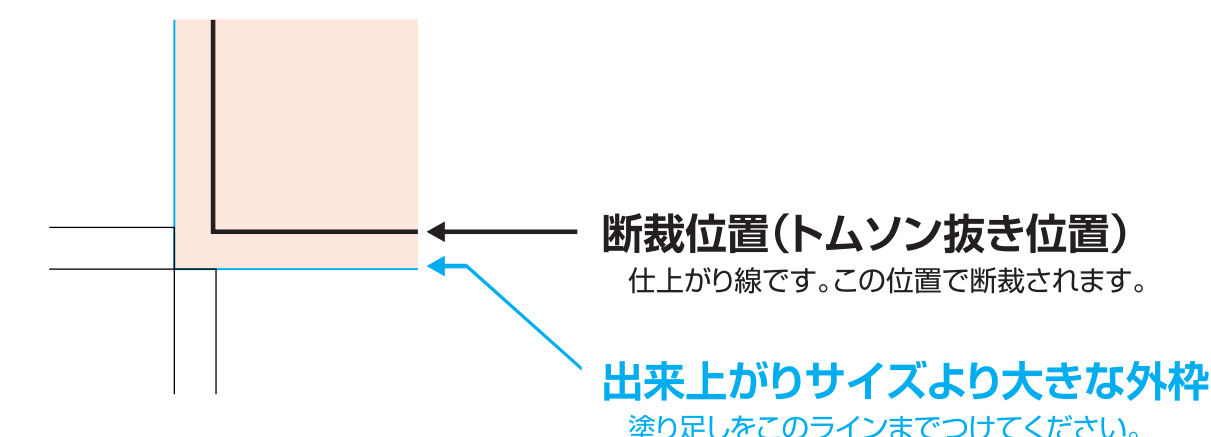 断裁位置(トムソン抜き位置)
仕上がり線です。この位置で断裁されます。
出来上がりサイズより大きな外枠
塗り足しをこのラインまでつけてください。